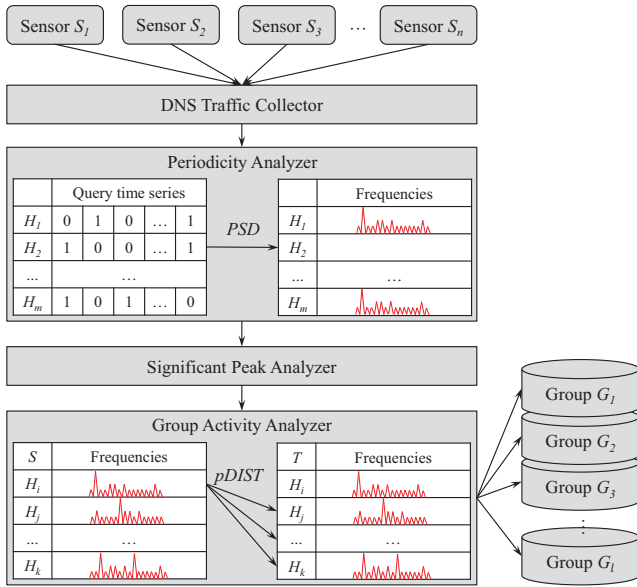 Sensor S1 Sensor S2 Sensor S3 … Sensor Sn
DNS Traffic Collector
Periodicity Analyzer
Query time series
H1 0 1 0 … 1
H2 1 0 0 … 1
... …
Hm 1 0 1 … 0
PSD
Frequencies
H1
H2
... …
Hm
Significant Peak Analyzer
Group Activity Analyzer
S Frequencies
Hi
Hj
... …
Hk
pDIST
T Frequencies
Hi
Hj
... …
Hk
Group G1
Group G2
Group G3
⋮
Group Gl